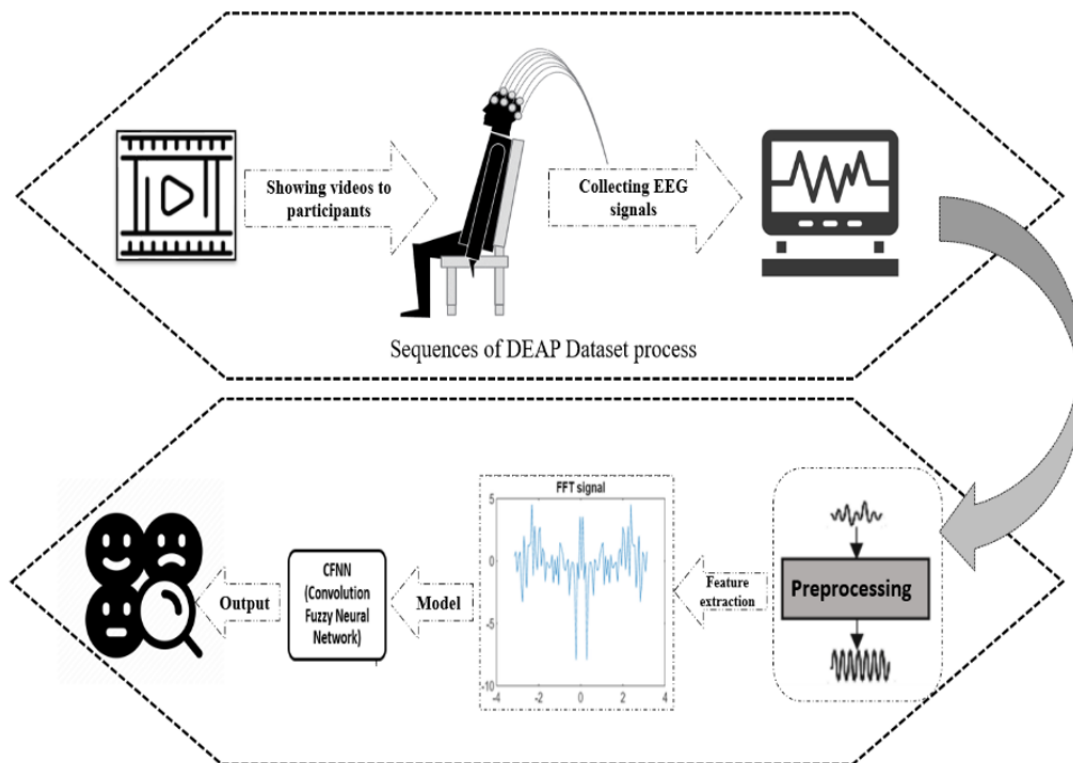 Showing videos to
participants
Collecting EEG
signals
Sequences of DEAP Dataset process
Output
CFNN
(Convolution
Fuzzy Neural
Network)
Model
FFT signal
5
0
-5
-10
-4
-2
0
2
4
Feature
extraction
Preprocessing